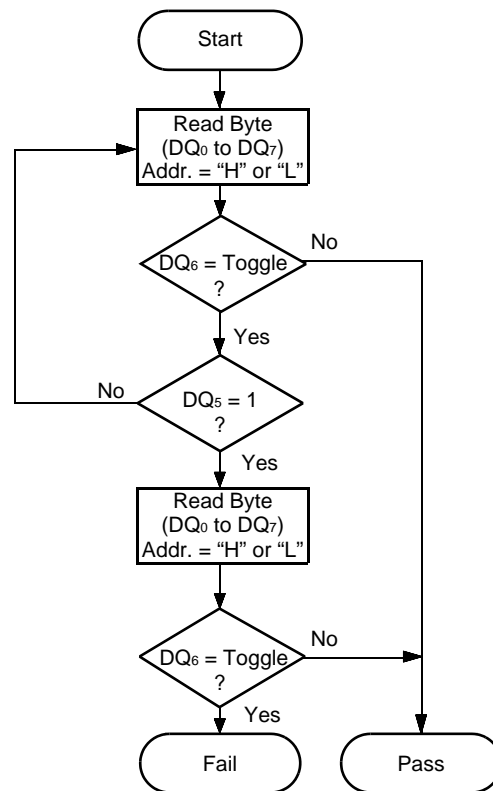 Start
Read Byte
(DQ0 to DQ7)
Addr. = “H” or “L”
No
DQ6 = Toggle
?
Yes
No
DQ5 = 1
?
Yes
Read Byte
(DQ0 to DQ7)
Addr. = “H” or “L”
No
DQ6 = Toggle
?
Yes
Fail
Pass